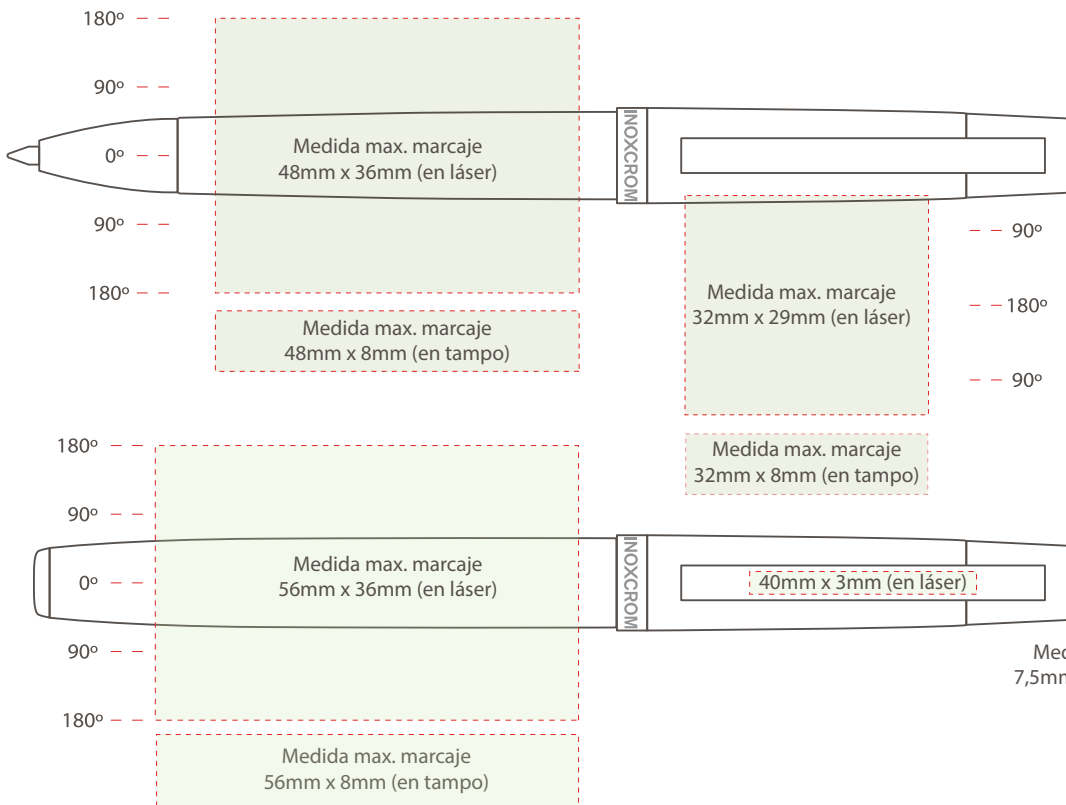 180º
90º
0º
90º
180º
Medida max. marcaje
48mm x 36mm (en láser)
INOXCROM
Medida max. marcaje
48mm x 8mm (en tampo)
90º
180º
90º
Medida max. marcaje
32mm x 29mm (en láser)
Medida max. marcaje
32mm x 8mm (en tampo)
180º
90º
0º
90º
180º
Medida max. marcaje
56mm x 36mm (en láser)
INOXCROM
40mm x 3mm (en láser)
7,5mm
Medida max. marcaje
56mm x 8mm (en tampo)